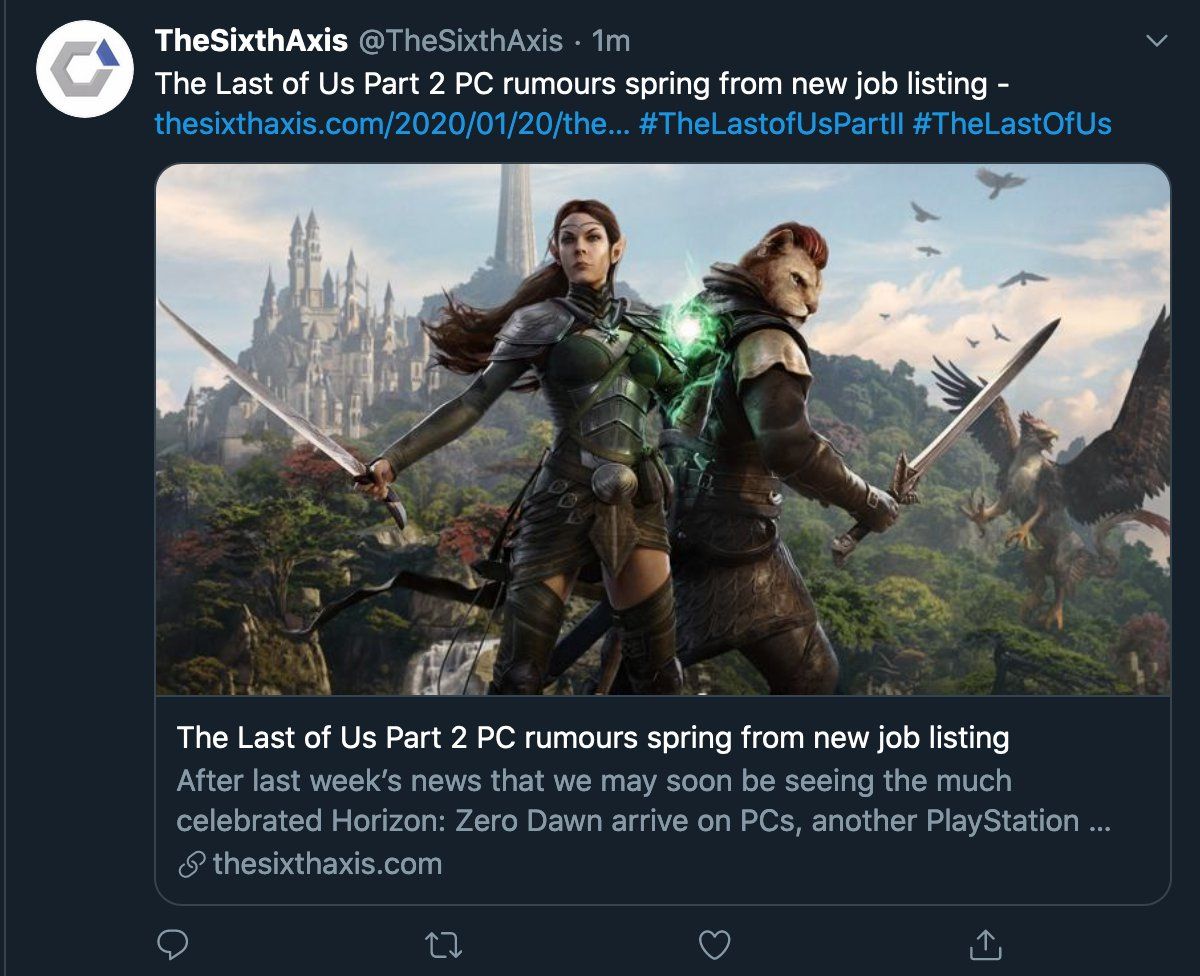 TheSixthAxis @TheSixthAxis · 1m
The Last of Us Part 2 PC rumours spring from new job listing -
thesixthaxis.com/2020/01/20/the... #TheLastofUsPartII #TheLastOfUs
The Last of Us Part 2 PC rumours spring from new job listing
After last week’s news that we may soon be seeing the much
celebrated Horizon: Zero Dawn arrive on PCs, another PlayStation ...
thesixthaxis.com